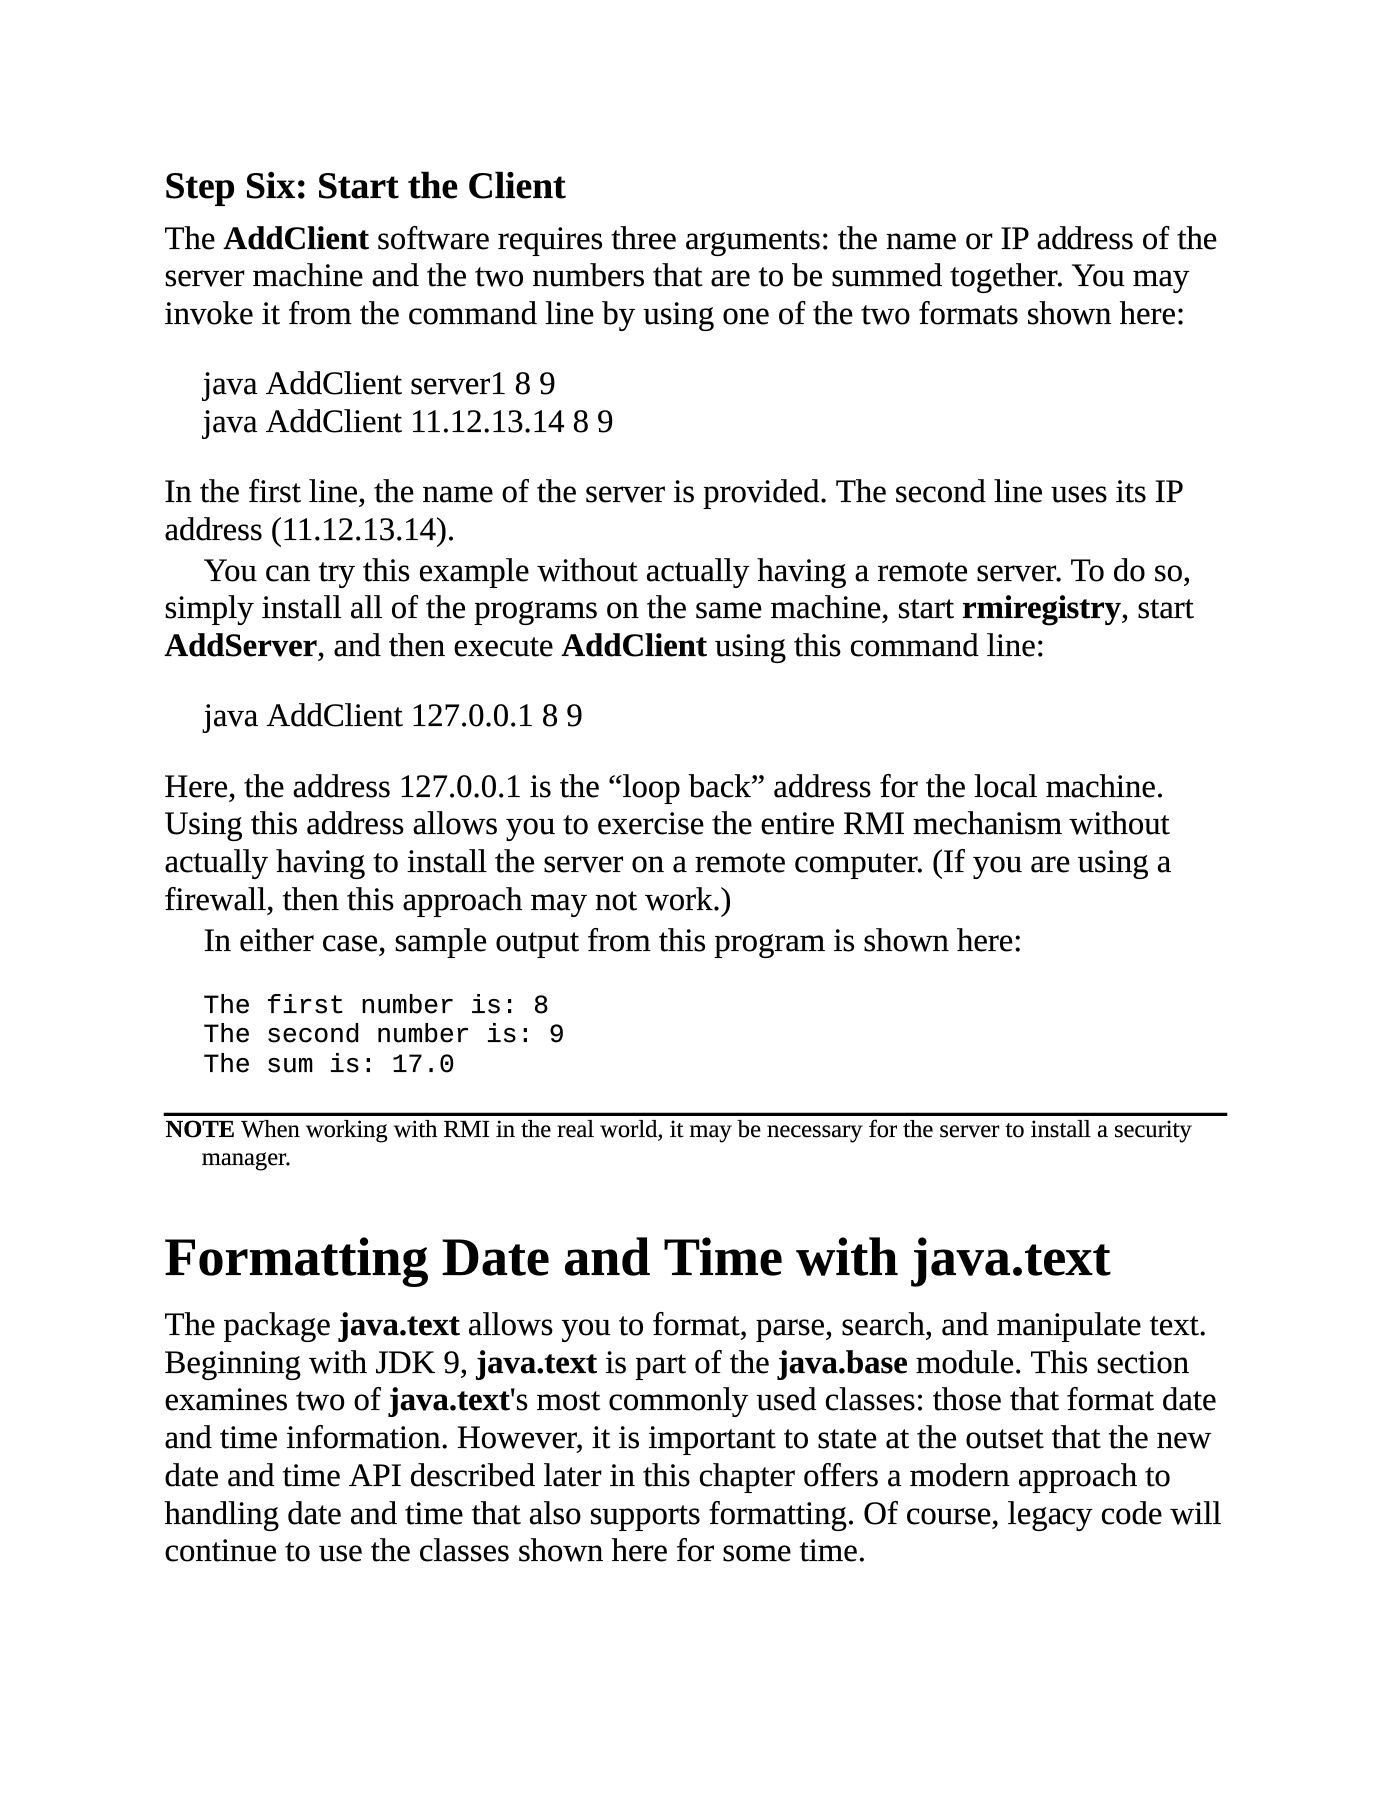 Step Six: Start the Client
The AddClient software requires three arguments: the name or IP address of the
server machine and the two numbers that are to be summed together. You may
invoke it from the command line by using one of the two formats shown here:
java AddClient server1 8 9
java AddClient 11.12.13.14 8 9
In the first line, the name of the server is provided. The second line uses its IP
address (11.12.13.14).
You can try this example without actually having a remote server. To do so,
simply install all of the programs on the same machine, start rmiregistry, start
AddServer, and then execute AddClient using this command line:
java AddClient 127.0.0.1 8 9
Here, the address 127.0.0.1 is the “loop back” address for the local machine.
Using this address allows you to exercise the entire RMI mechanism without
actually having to install the server on a remote computer. (If you are using a
firewall, then this approach may not work.)
In either case, sample output from this program is shown here:
The first number is: 8
The second number is: 9
The sum is: 17.0
NOTE When working with RMI in the real world, it may be necessary for the server to install a security
manager.
Formatting Date and Time with java.text
The package java.text allows you to format, parse, search, and manipulate text.
Beginning with JDK 9, java.text is part of the java.base module. This section
examines two of java.text's most commonly used classes: those that format date
and time information. However, it is important to state at the outset that the new
date and time API described later in this chapter offers a modern approach to
handling date and time that also supports formatting. Of course, legacy code will
continue to use the classes shown here for some time.